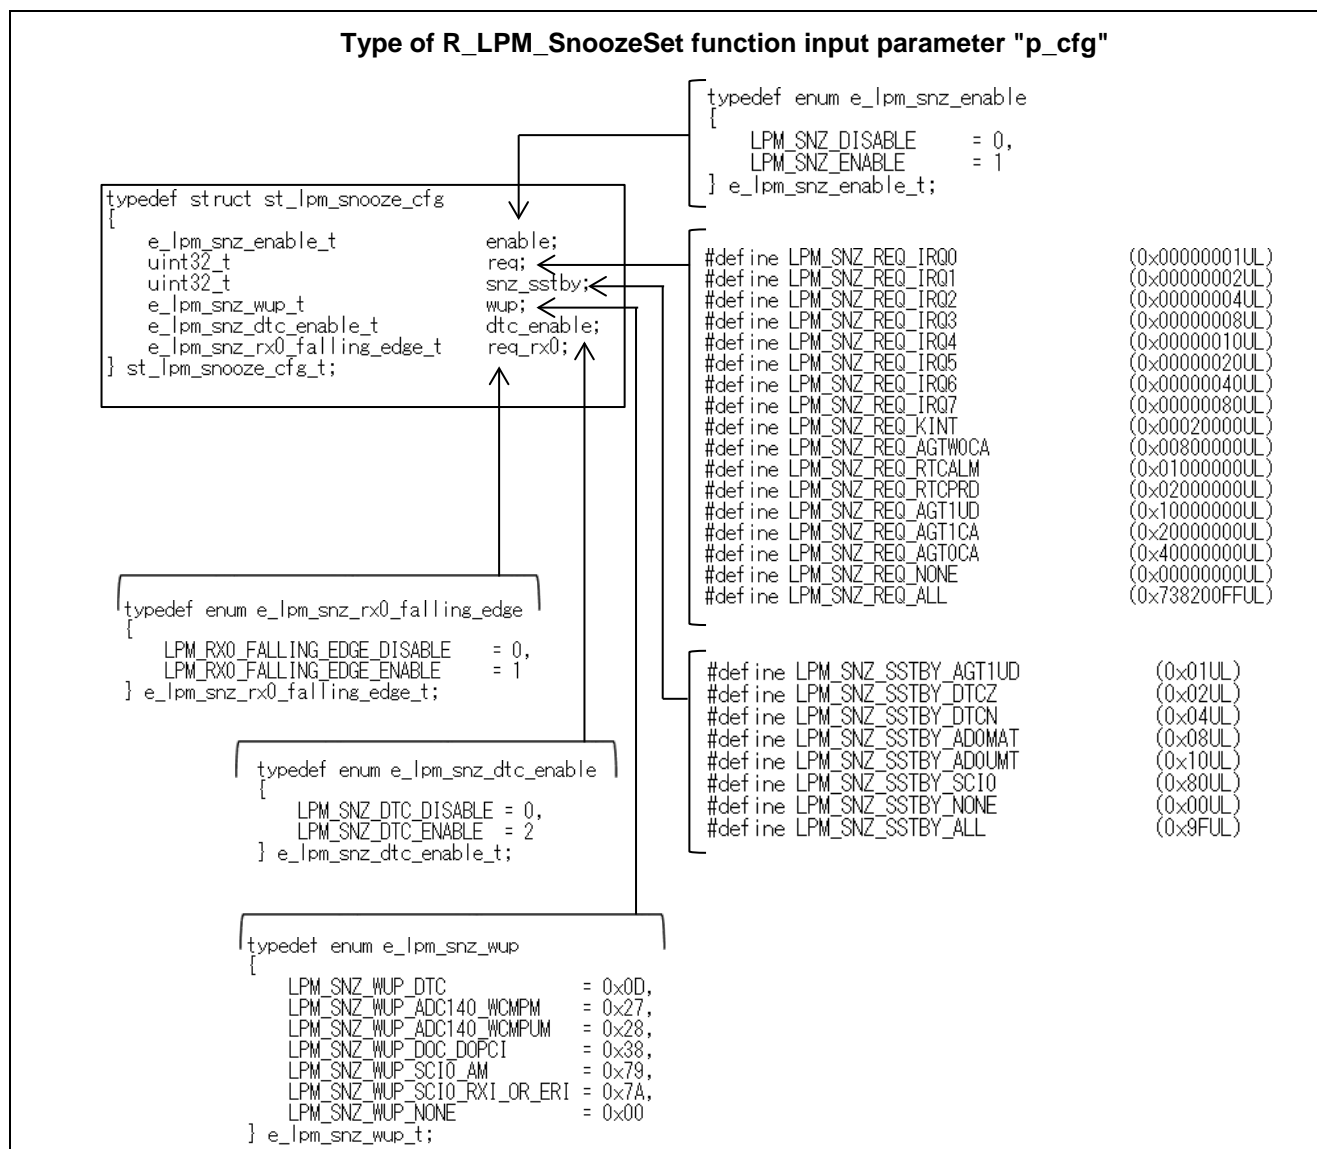 Type of R_LPM_SnoozeSet function input parameter "p_cfg"
typedef enum e_lpm_snz_enable
{
LPM_SNZ_DISABLE = 0,
LPM_SNZ_ENABLE = 1
} e_lpm_snz_enable_t;
typedef struct st_lpm_snooze_cfg
{
e_lpm_snz_enable_t enable;
uint32_t req;
uint32_t snz_sstby;
e_lpm_snz_wup_t wup;
e_lpm_snz_dtc_enable_t dtc_enable;
e_lpm_snz_rx0_falling_edge_t req_rx0;
} st_lpm_snooze_cfg_t;
#define LPM_SNZ_REQ_IRQ0 (0x00000001UL)
#define LPM_SNZ_REQ_IRQ1 (0x00000002UL)
#define LPM_SNZ_REQ_IRQ2 (0x00000004UL)
#define LPM_SNZ_REQ_IRQ3 (0x00000008UL)
#define LPM_SNZ_REQ_IRQ4 (0x00000010UL)
#define LPM_SNZ_REQ_IRQ5 (0x00000020UL)
#define LPM_SNZ_REQ_IRQ6 (0x00000040UL)
#define LPM_SNZ_REQ_IRQ7 (0x00000080UL)
#define LPM_SNZ_REQ_KINT (0x00020000UL)
#define LPM_SNZ_REQ_AGTW0CA (0x00800000UL)
#define LPM_SNZ_REQ_RTCALM (0x01000000UL)
#define LPM_SNZ_REQ_RTCPRD (0x02000000UL)
#define LPM_SNZ_REQ_AGT1UD (0x10000000UL)
#define LPM_SNZ_REQ_AGT1CA (0x20000000UL)
#define LPM_SNZ_REQ_AGT0CA (0x40000000UL)
#define LPM_SNZ_REQ_NONE (0x00000000UL)
#define LPM_SNZ_REQ_ALL (0x738200FFUL)
typedef enum e_lpm_snz_rx0_falling_edge
{
LPM_RX0_FALLING_EDGE_DISABLE = 0,
LPM_RX0_FALLING_EDGE_ENABLE = 1
} e_lpm_snz_rx0_falling_edge_t;
#define LPM_SNZ_SSTBY_AGT1UD (0x01UL)
#define LPM_SNZ_SSTBY_DTCZ (0x02UL)
#define LPM_SNZ_SSTBY_DTCN (0x04UL)
#define LPM_SNZ_SSTBY_AD0MAT (0x08UL)
#define LPM_SNZ_SSTBY_AD0UMT (0x10UL)
#define LPM_SNZ_SSTBY_SCI0 (0x80UL)
#define LPM_SNZ_SSTBY_NONE (0x00UL)
#define LPM_SNZ_SSTBY_ALL (0x9FUL)
typedef enum e_lpm_snz_dtc_enable
{
LPM_SNZ_DTC_DISABLE = 0,
LPM_SNZ_DTC_ENABLE = 2
} e_lpm_snz_dtc_enable_t;
typedef enum e_lpm_snz_wup
{
LPM_SNZ_WUP_DTC = 0x0D,
LPM_SNZ_WUP_ADC140_WCMPM = 0x27,
LPM_SNZ_WUP_ADC140_WCMPUM = 0x28,
LPM_SNZ_WUP_DOC_DOPCI = 0x38,
LPM_SNZ_WUP_SCI0_AM = 0x79,
LPM_SNZ_WUP_SCI0_RXI_OR_ERI = 0x7A,
LPM_SNZ_WUP_NONE = 0x00
} e_lpm_snz_wup_t;